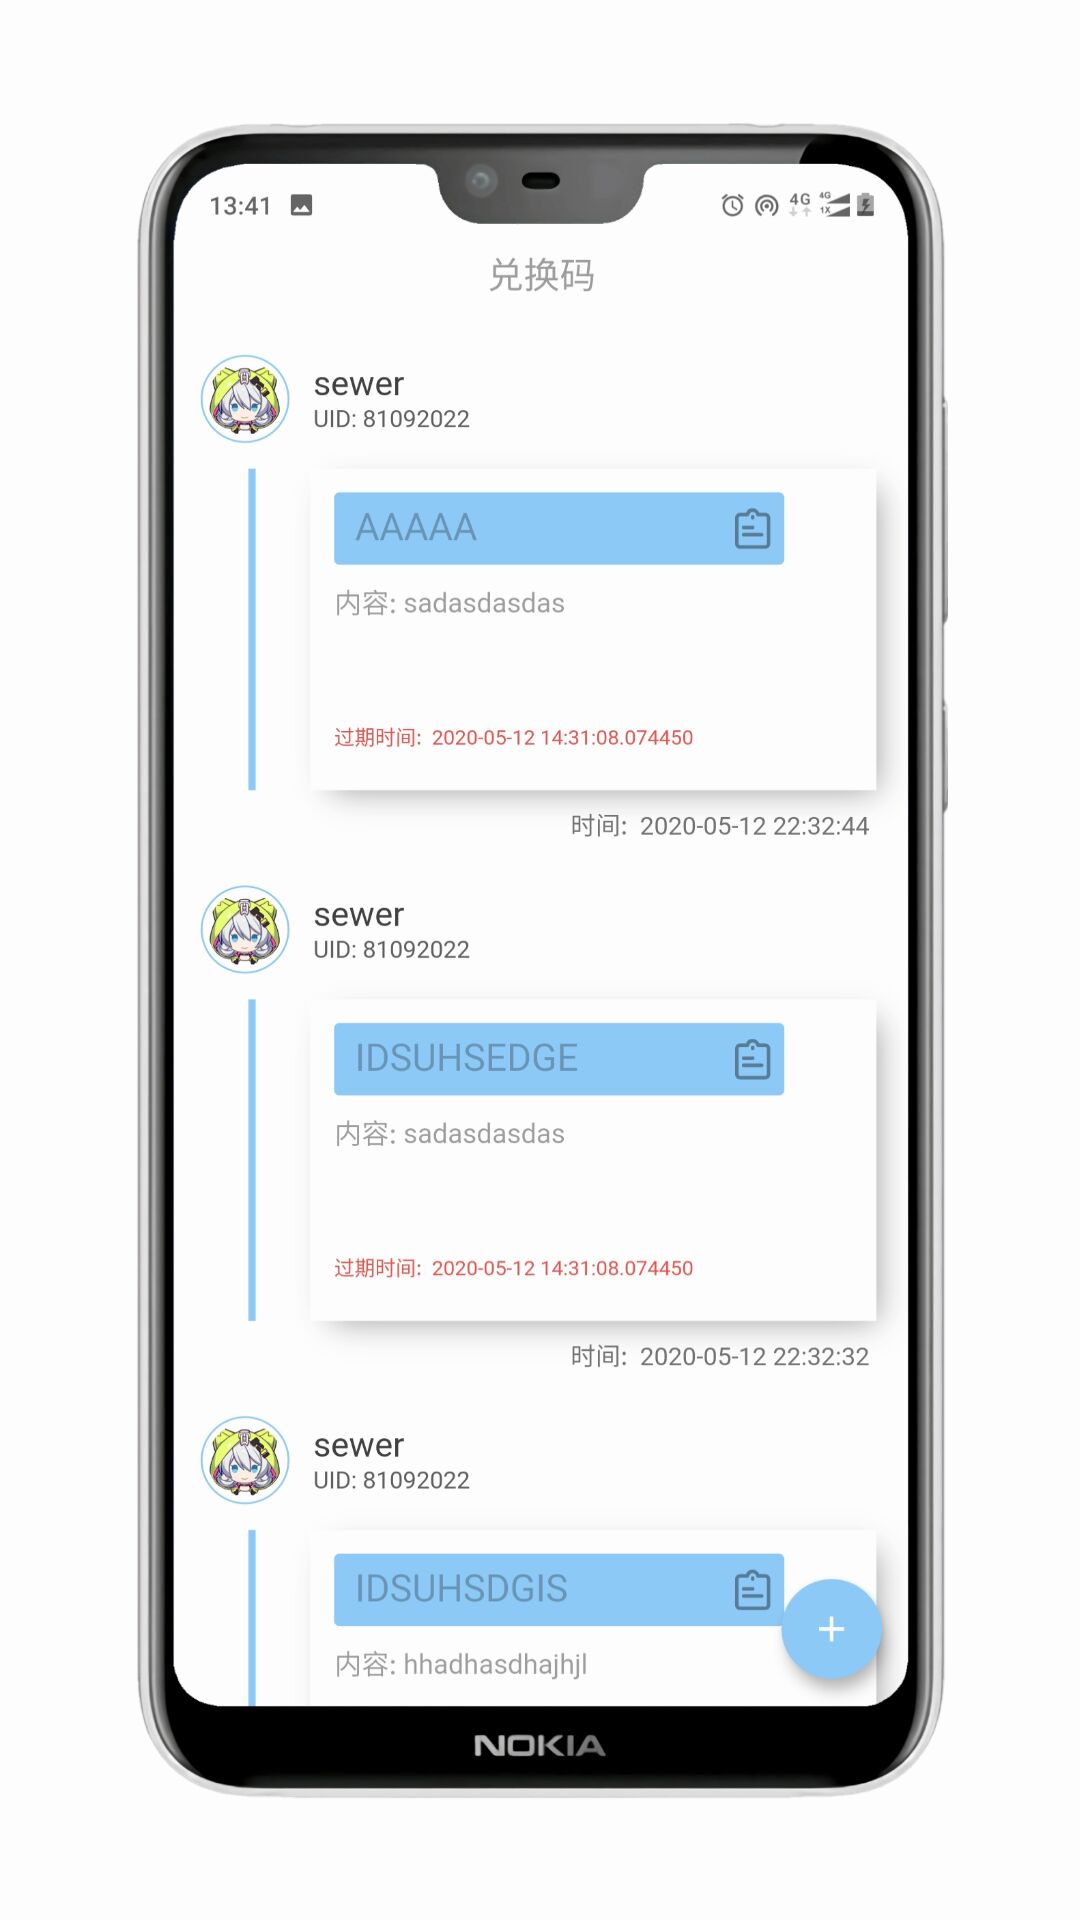 13:41
4G
4G
1X
兑换码
sewer
UID: 81092022
AAAAA
内容: sadasdasdas
过期时间: 2020-05-12 14:31:08.074450
时间: 2020-05-12 22:32:44
sewer
UID: 81092022
IDSUHSEDGE
内容: sadasdasdas
过期时间: 2020-05-12 14:31:08.074450
时间: 2020-05-12 22:32:32
sewer
UID: 81092022
IDSUHSDGIS
+
内容: hhadhasdhajhjl
NOKIA